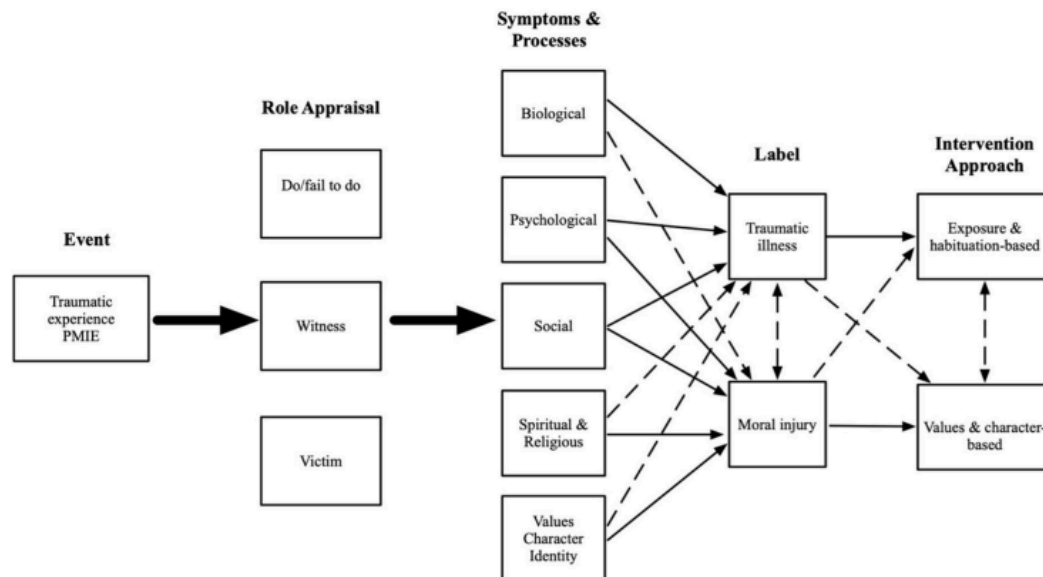 Symptoms &
Processes
Biological
Role Appraisal
Label
Intervention
Approach
Do/fail to do
Psychological
Traumatic
illness
Exposure &
habituation-based
Event
Traumatic
experience
PMIE
Witness
Social
Spiritual &
Religious
Moral injury
Values & character-
based
Victim
Values
Character
Identity